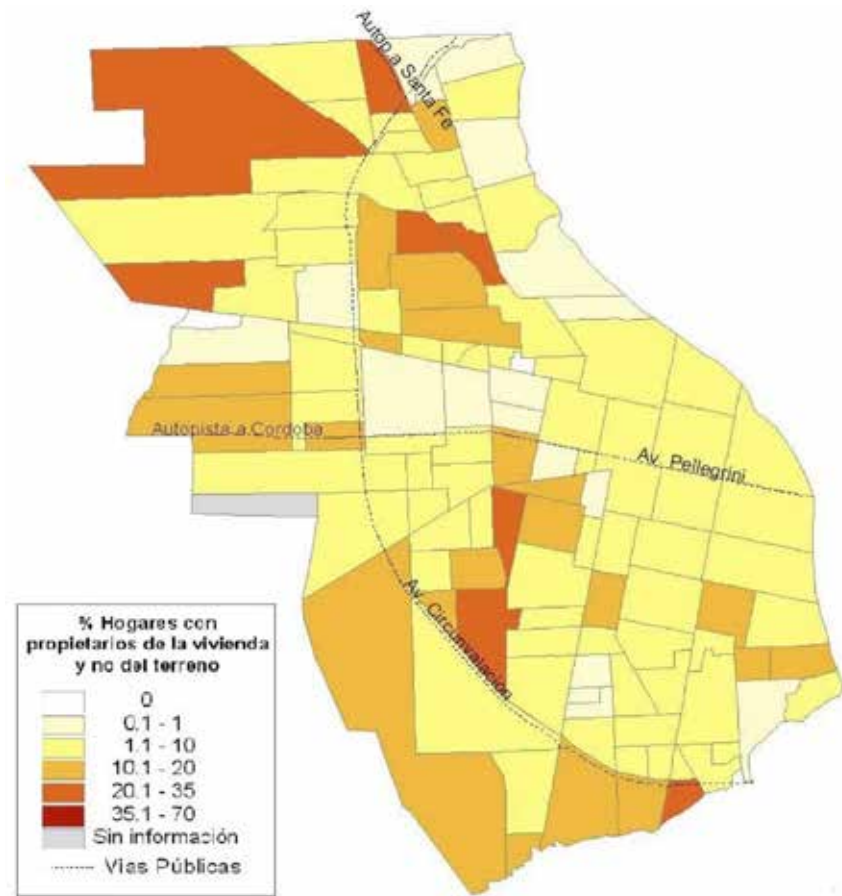 Autop a Santa Fe
Autopista a Cordoba
Av. Pellegrini
Av. Circunvalación
% Hogares con
propietarios de la vivienda
y no del terreno
0
0.1 - 1
1.1 - 10
10.1 - 20
20.1 - 35
35.1 - 70
Sin información
Vias Públicas